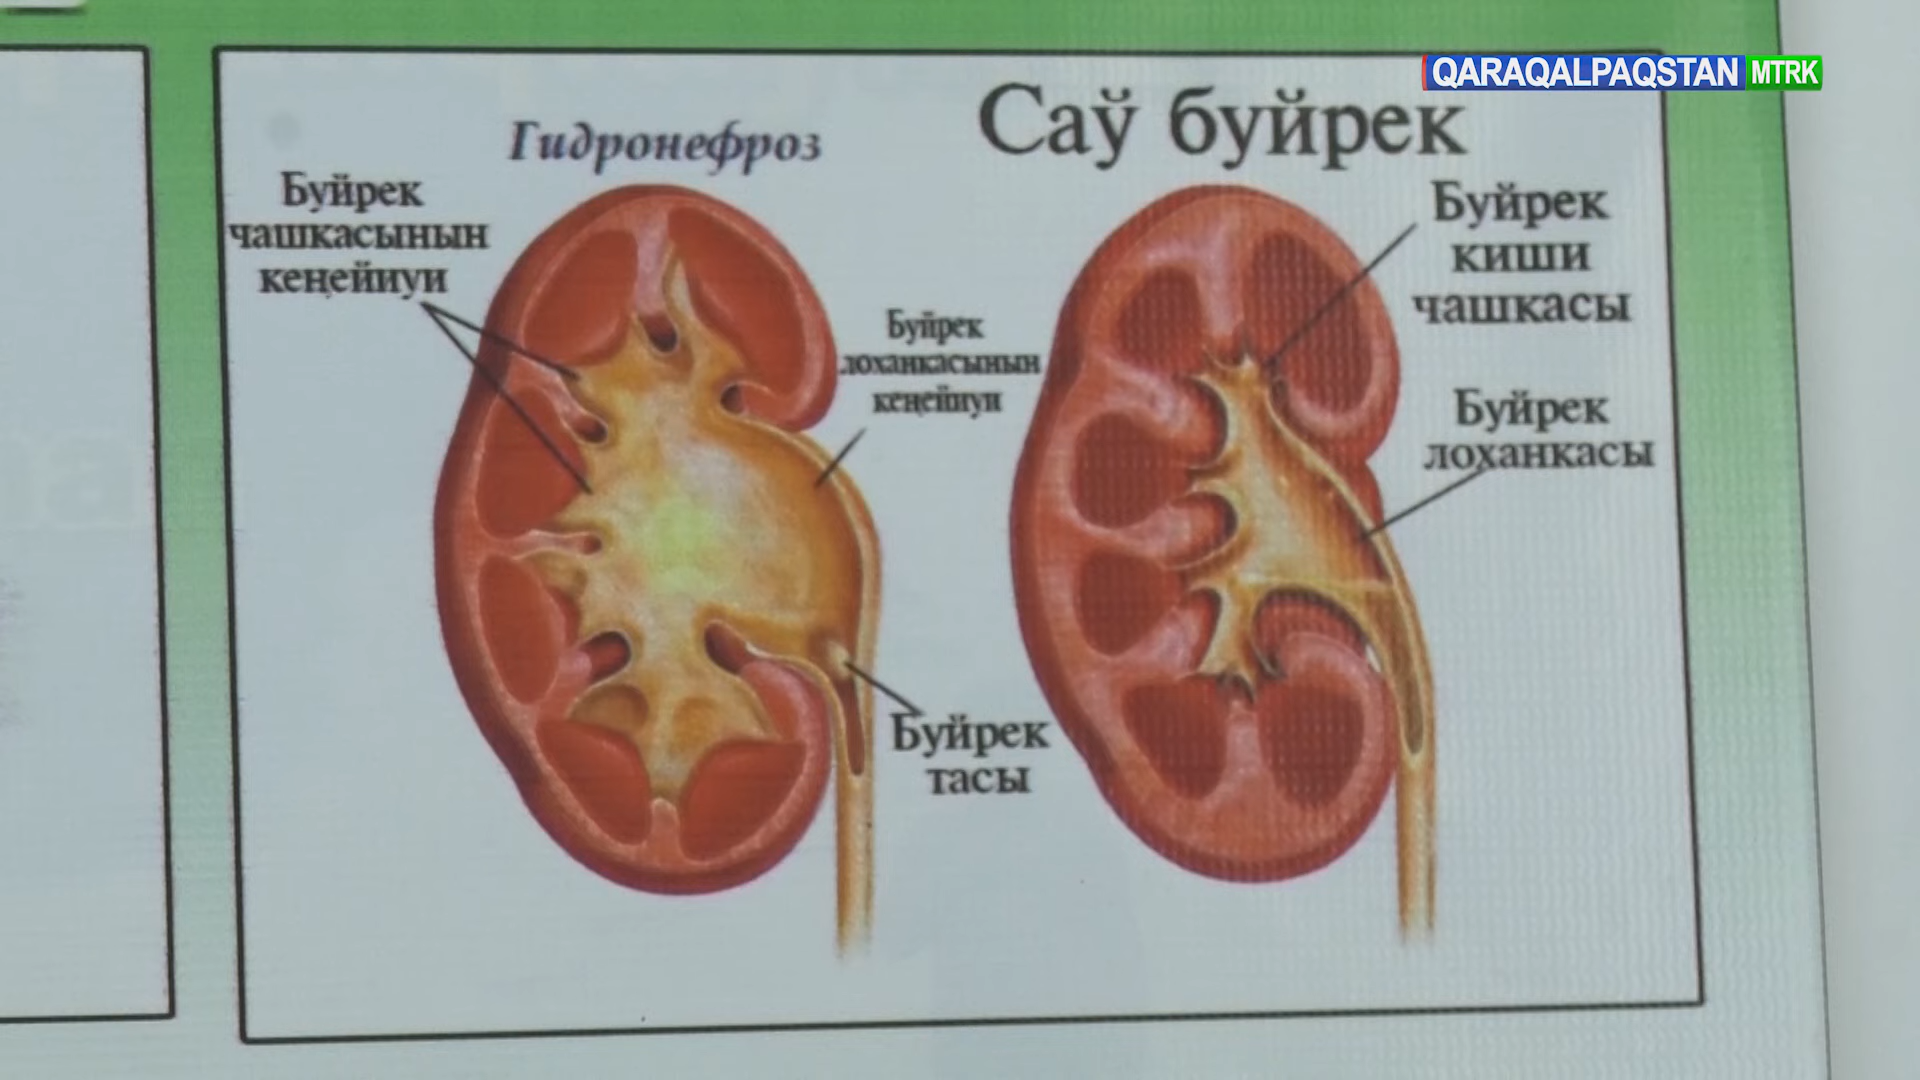 QARAQALPAQSTAN MTRK
Гидронефроз
Саў буйрек
Буйрек
чашкасынын
кеңейиуи
Буйрек
лоханкасынын
кеңейиуи
Буйрек
тасы
Буйрек
киши
чашкасы
Буйрек
лоханкасы